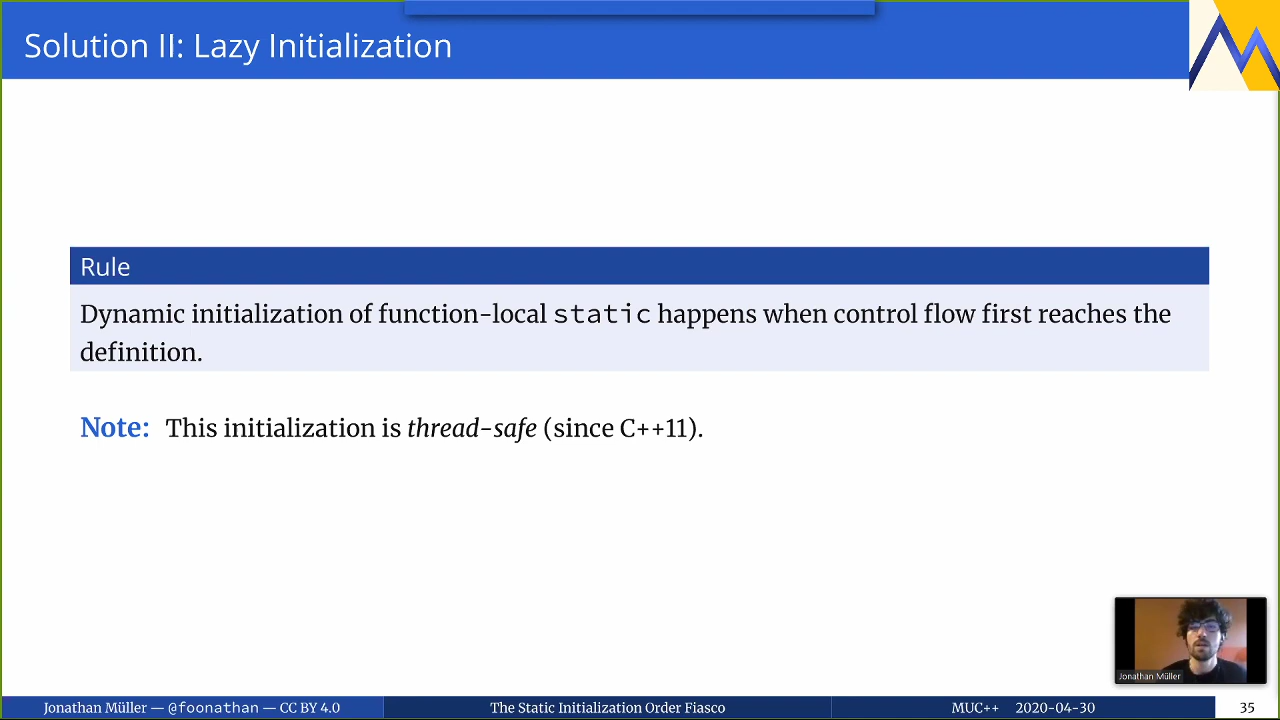 Solution II: Lazy Initialization
Rule
Dynamic initialization of function-local static happens when control flow first reaches the
definition.
Note: This initialization is thread-safe (since C++11).
Jonathan Müller
Jonathan Müller — @foonathan — CC BY 4.0
The Static Initialization Order Fiasco
MUC++ 2020-04-30
35